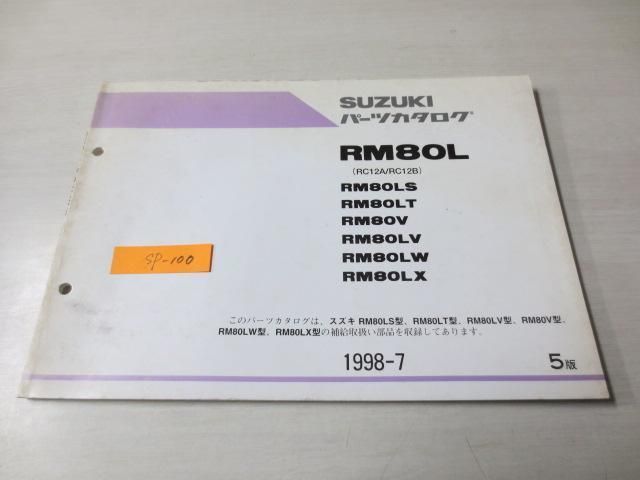 SUZUKI
パーツカタログ
RM80L
(RC12A/RC12B)
RM80LS
RM80LT
RM80V
RM80LV
RM80LW
RM80LX
SP-100
このパーツカタログは、スズキ RM80LS型、RM80LT型、RM80LV型、RM80V型、
RM80LW型、RM80LX型の補給取扱い部品を収録してあります。
1998-7
5版